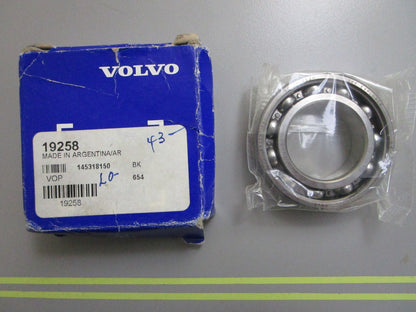 VOLVO
19258
43-
MADE IN ARGENTINA/AR
145318150 BK
VOP LO- 654
19258